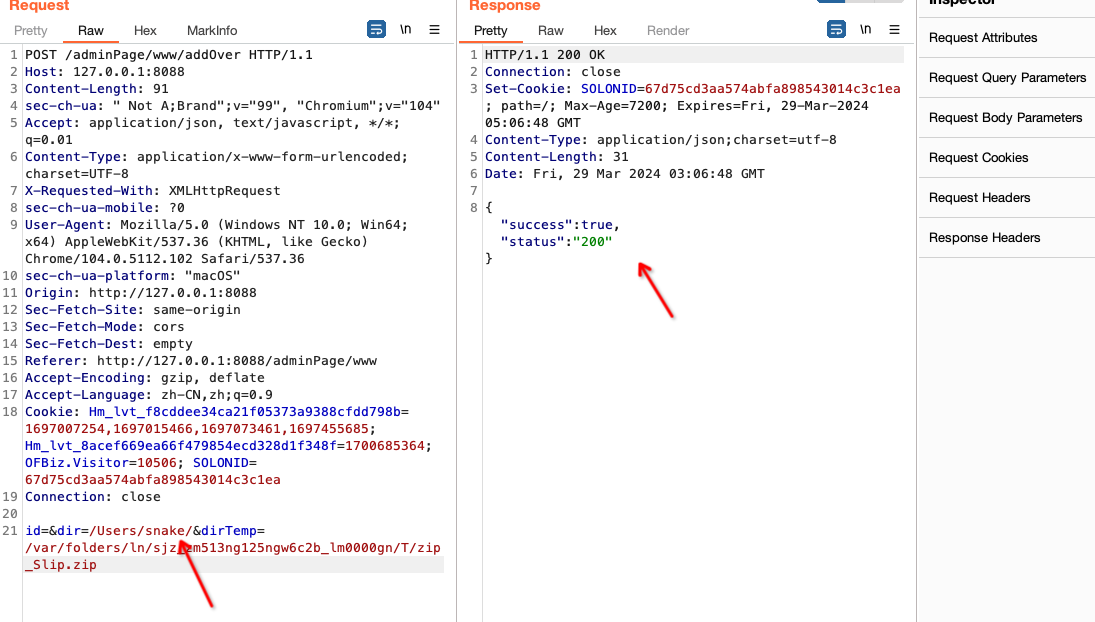 Request
Pretty Raw Hex MarkInfo
\n
1 POST /adminPage/www/addOver HTTP/1.1
2 Host: 127.0.0.1:8088
3 Content-Length: 91
4 sec-ch-ua: " Not A;Brand";v="99", "Chromium";v="104"
5 Accept: application/json, text/javascript, */*;
q=0.01
6 Content-Type: application/x-www-form-urlencoded;
charset=UTF-8
7 X-Requested-With: XMLHttpRequest
8 sec-ch-ua-mobile: ?0
9 User-Agent: Mozilla/5.0 (Windows NT 10.0; Win64;
x64) AppleWebKit/537.36 (KHTML, like Gecko)
Chrome/104.0.5112.102 Safari/537.36
10 sec-ch-ua-platform: "macOS"
11 Origin: http://127.0.0.1:8088
12 Sec-Fetch-Site: same-origin
13 Sec-Fetch-Mode: cors
14 Sec-Fetch-Dest: empty
15 Referer: http://127.0.0.1:8088/adminPage/www
16 Accept-Encoding: gzip, deflate
17 Accept-Language: zh-CN,zh;q=0.9
18 Cookie: Hm_lvt_f8cddee34ca21f05373a9388cfdd798b=
1697007254,1697015466,1697073461,1697455685;
Hm_lvt_8acef669ea66f479854ecd328d1f348f=1700685364;
OFBiz.Visitor=10506; SOLONID=
67d75cd3aa574abfa898543014c3c1ea
19 Connection: close
20
21 id=&dir=/Users/snake/&dirTemp=
_Slip.zip
Response
Pretty Raw Hex Render
\n
1 HTTP/1.1 200 OK
2 Connection: close
3 Set-Cookie: SOLONID=67d75cd3aa574abfa898543014c3c1ea
; path=/; Max-Age=7200; Expires=Fri, 29-Mar-2024
05:06:48 GMT
4 Content-Type: application/json;charset=utf-8
5 Content-Length: 31
6 Date: Fri, 29 Mar 2024 03:06:48 GMT
7
8 {
"success":true,
"status":"200"
}
Inspector
Request Attributes
Request Query Parameters
Request Body Parameters
Request Cookies
Request Headers
Response Headers